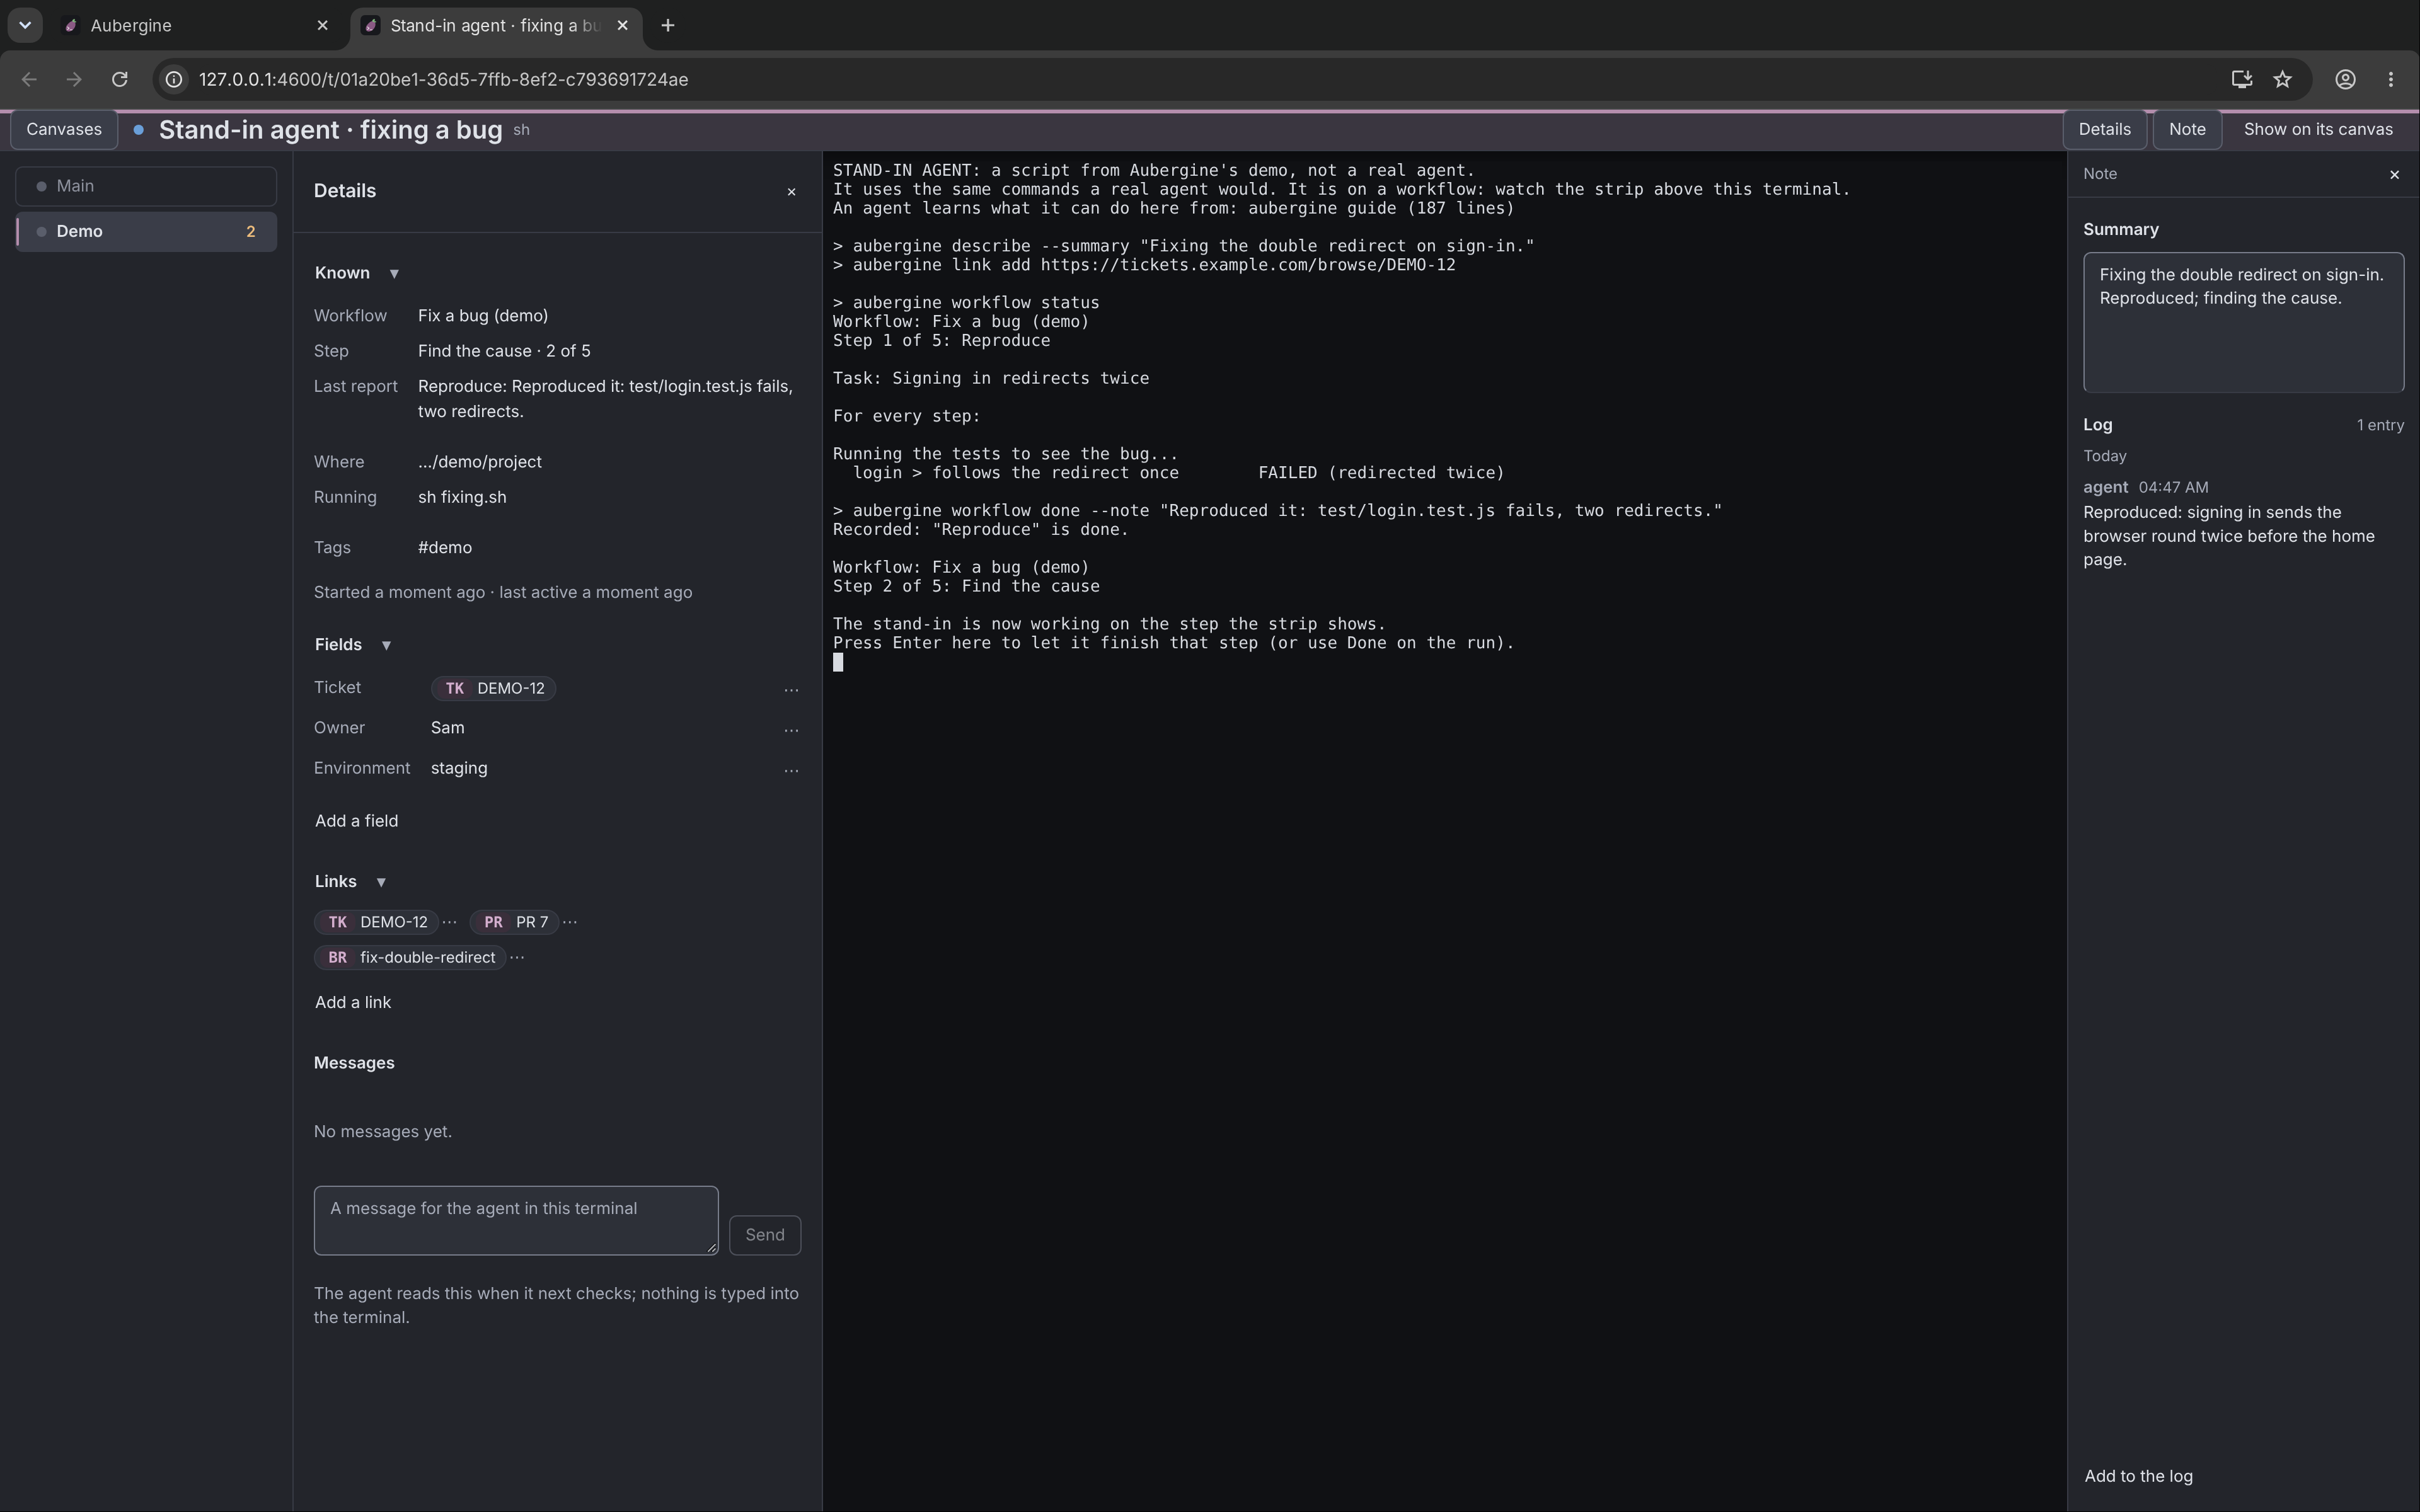 Aubergine
Stand-in agent · fixing a bu
127.0.0.1:4600/t/01a20be1-36d5-7ffb-8ef2-c793691724ae
Canvases
Stand-in agent · fixing a bug sh
Details
Note
Show on its canvas
Main
Demo 2
Details
Known
Workflow Fix a bug (demo)
Step Find the cause · 2 of 5
Last report Reproduce: Reproduced it: test/login.test.js fails,
two redirects.
Where .../demo/project
Running sh fixing.sh
Tags #demo
Started a moment ago · last active a moment ago
Fields
Ticket TK DEMO-12 ...
Owner Sam ...
Environment staging ...
Add a field
Links
TK DEMO-12 ... PR PR 7 ...
BR fix-double-redirect ...
Add a link
Messages
No messages yet.
A message for the agent in this terminal
Send
The agent reads this when it next checks; nothing is typed into
the terminal.
STAND-IN AGENT: a script from Aubergine's demo, not a real agent.
It uses the same commands a real agent would. It is on a workflow: watch the strip above this terminal.
An agent learns what it can do here from: aubergine guide (187 lines)
> aubergine describe --summary "Fixing the double redirect on sign-in."
> aubergine link add https://tickets.example.com/browse/DEMO-12
> aubergine workflow status
Workflow: Fix a bug (demo)
Step 1 of 5: Reproduce
Task: Signing in redirects twice
For every step:
Running the tests to see the bug...
login > follows the redirect once FAILED (redirected twice)
> aubergine workflow done --note "Reproduced it: test/login.test.js fails, two redirects."
Recorded: "Reproduce" is done.
Workflow: Fix a bug (demo)
Step 2 of 5: Find the cause
The stand-in is now working on the step the strip shows.
Press Enter here to let it finish that step (or use Done on the run).
Note
Summary
Fixing the double redirect on sign-in.
Reproduced; finding the cause.
Log 1 entry
Today
agent 04:47 AM
Reproduced: signing in sends the
browser round twice before the home
page.
Add to the log